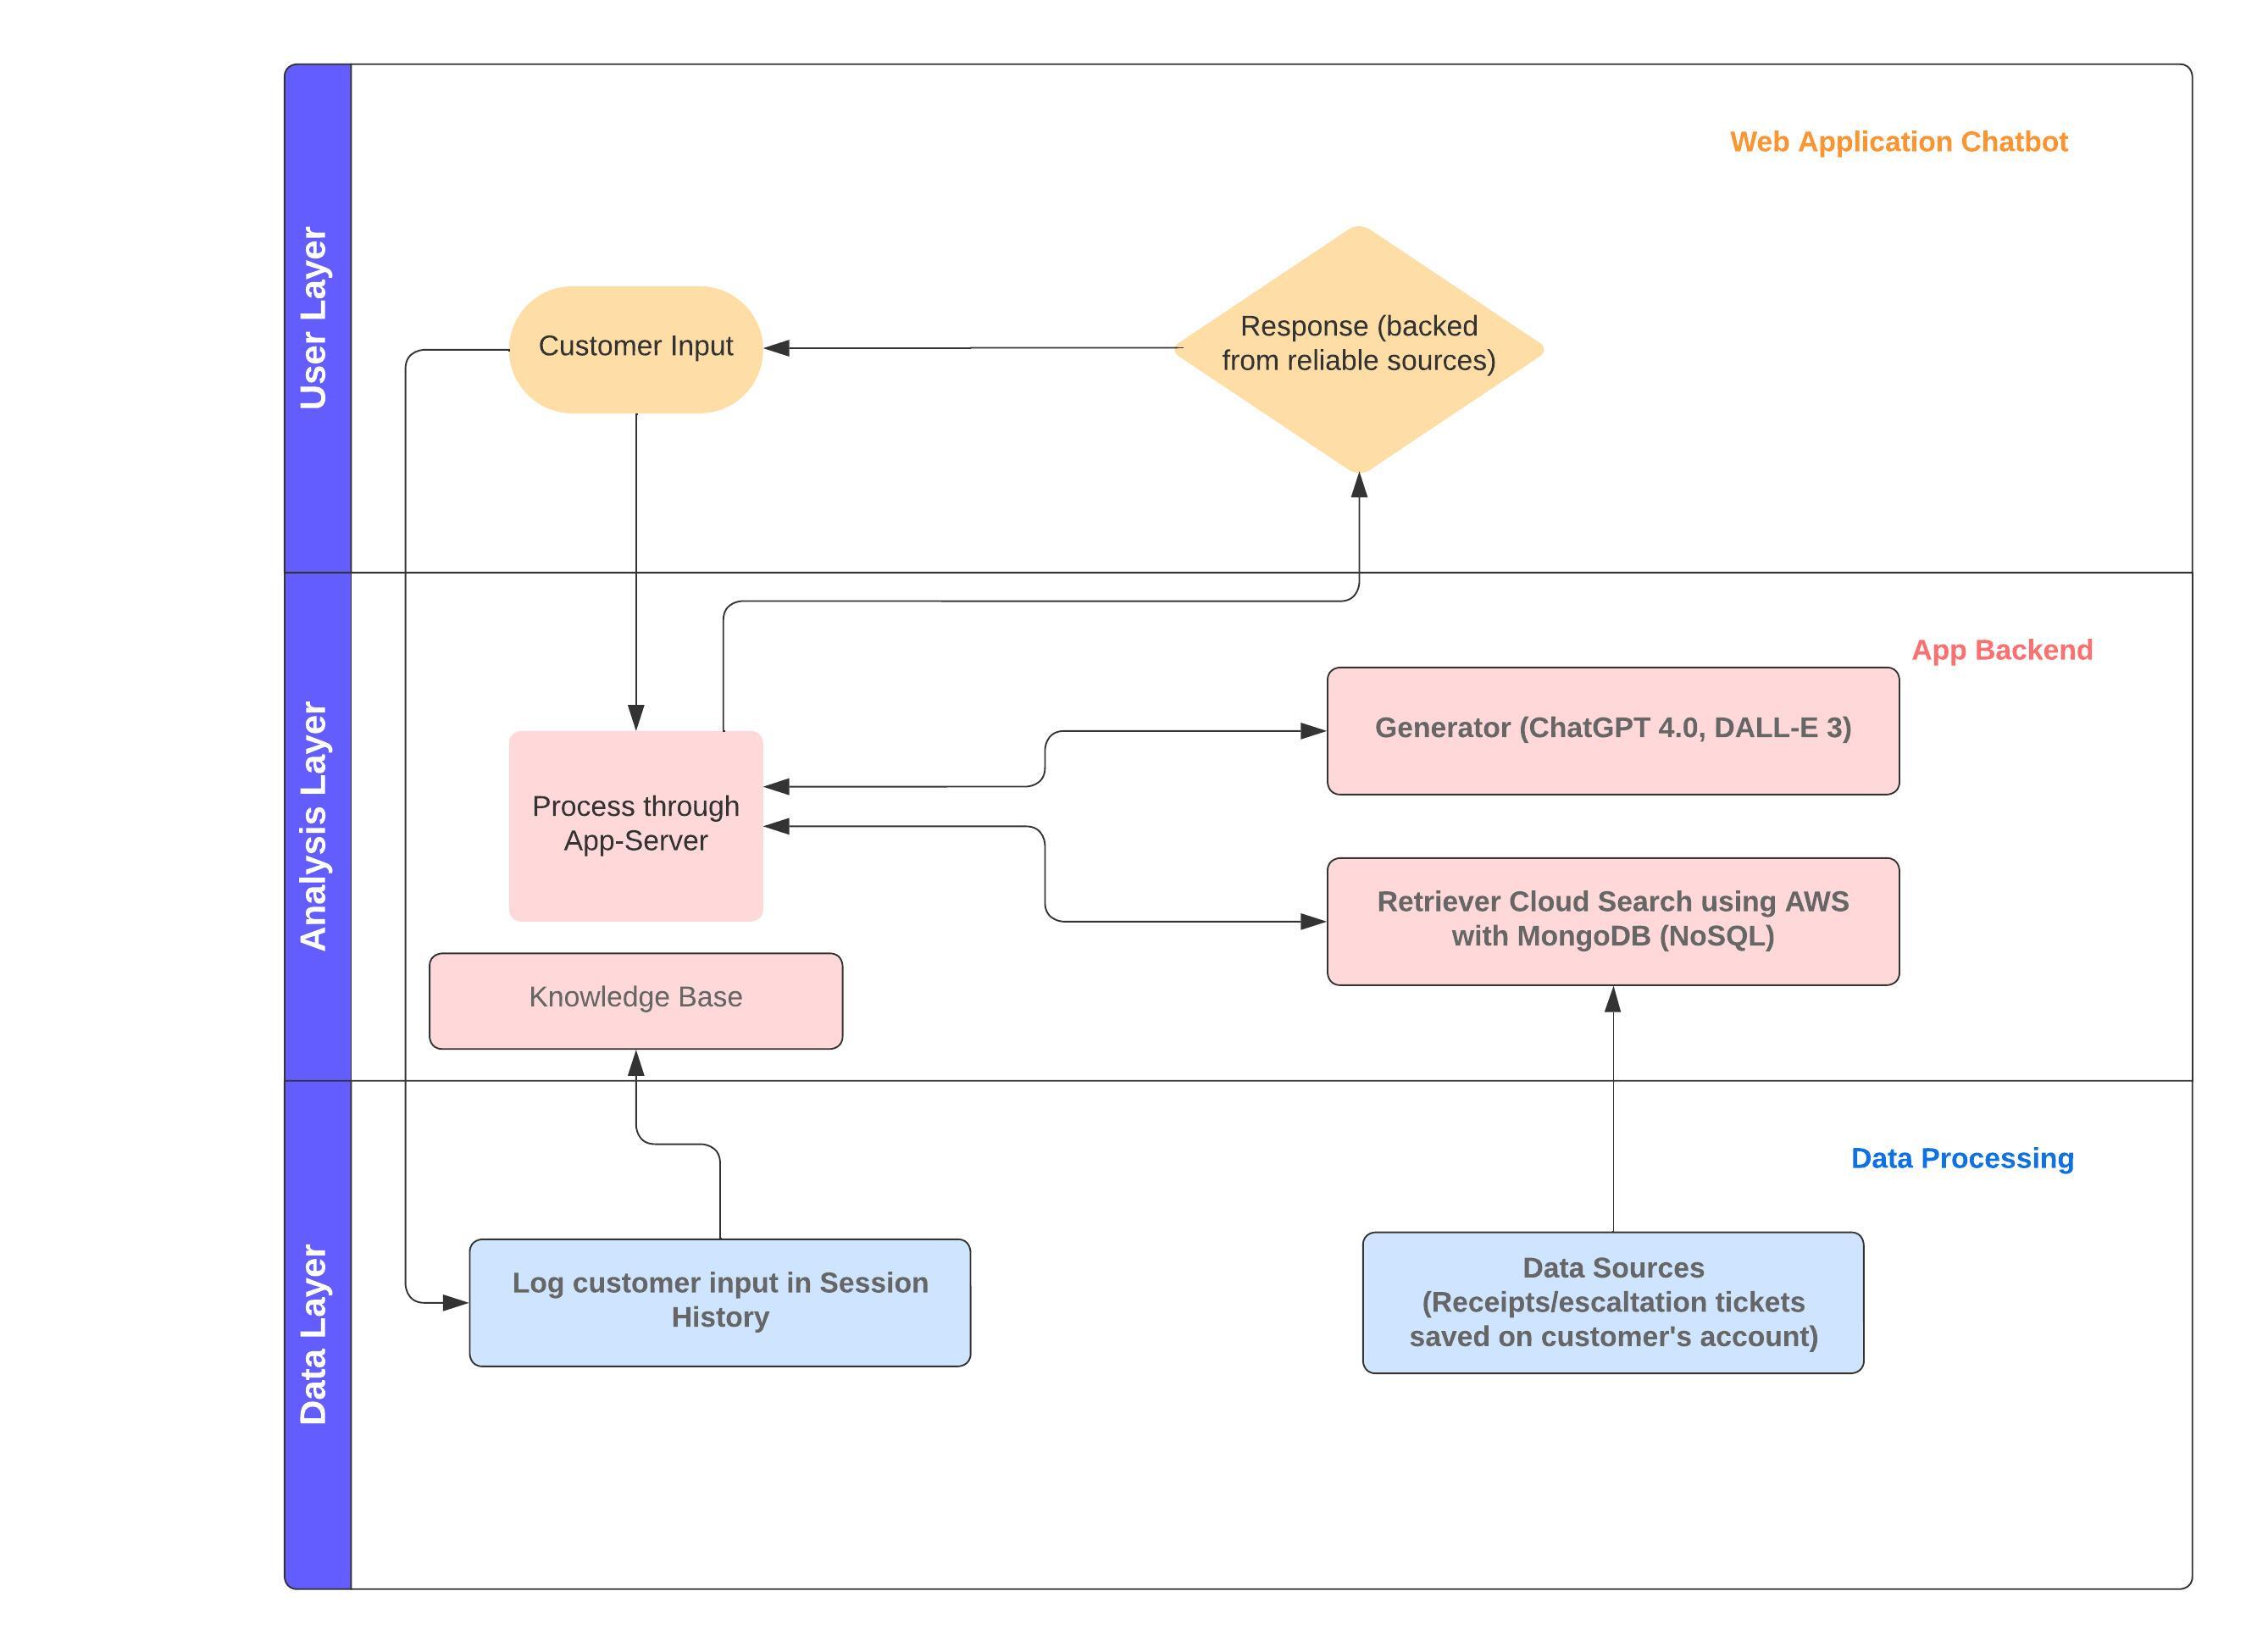 User Layer
Web Application Chatbot
Customer Input
Response (backed
from reliable sources)
Analysis Layer
App Backend
Generator (ChatGPT 4.0, DALL-E 3)
Process through
App-Server
Retriever Cloud Search using AWS
with MongoDB (NoSQL)
Knowledge Base
Data Layer
Data Processing
Log customer input in Session
History
Data Sources
(Receipts/escaltation tickets
saved on customer's account)